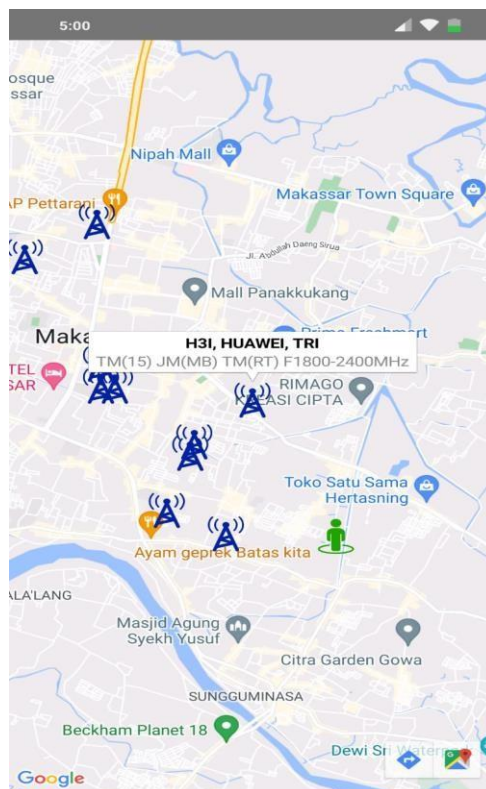 5:00
osque
ssar
Nipah Mall
Makassar Town Square
AP Pettarani
Jl. Abdullah Daeng Sirua
Mall Panakkukang
Maka
H3I, HUAWEI, TRI
TM(15) JM(MB) TM(RT) F1800-2400MHz
TEL
SAR
RIMAGO
KREASI CIPTA
Toko Satu Sama
Hertasning
Ayam geprek Batas kita
ALA'LANG
Masjid Agung
Syekh Yusuf
Citra Garden Gowa
SUNGGUMINASA
Beckham Planet 18
Dewi Sri
Google